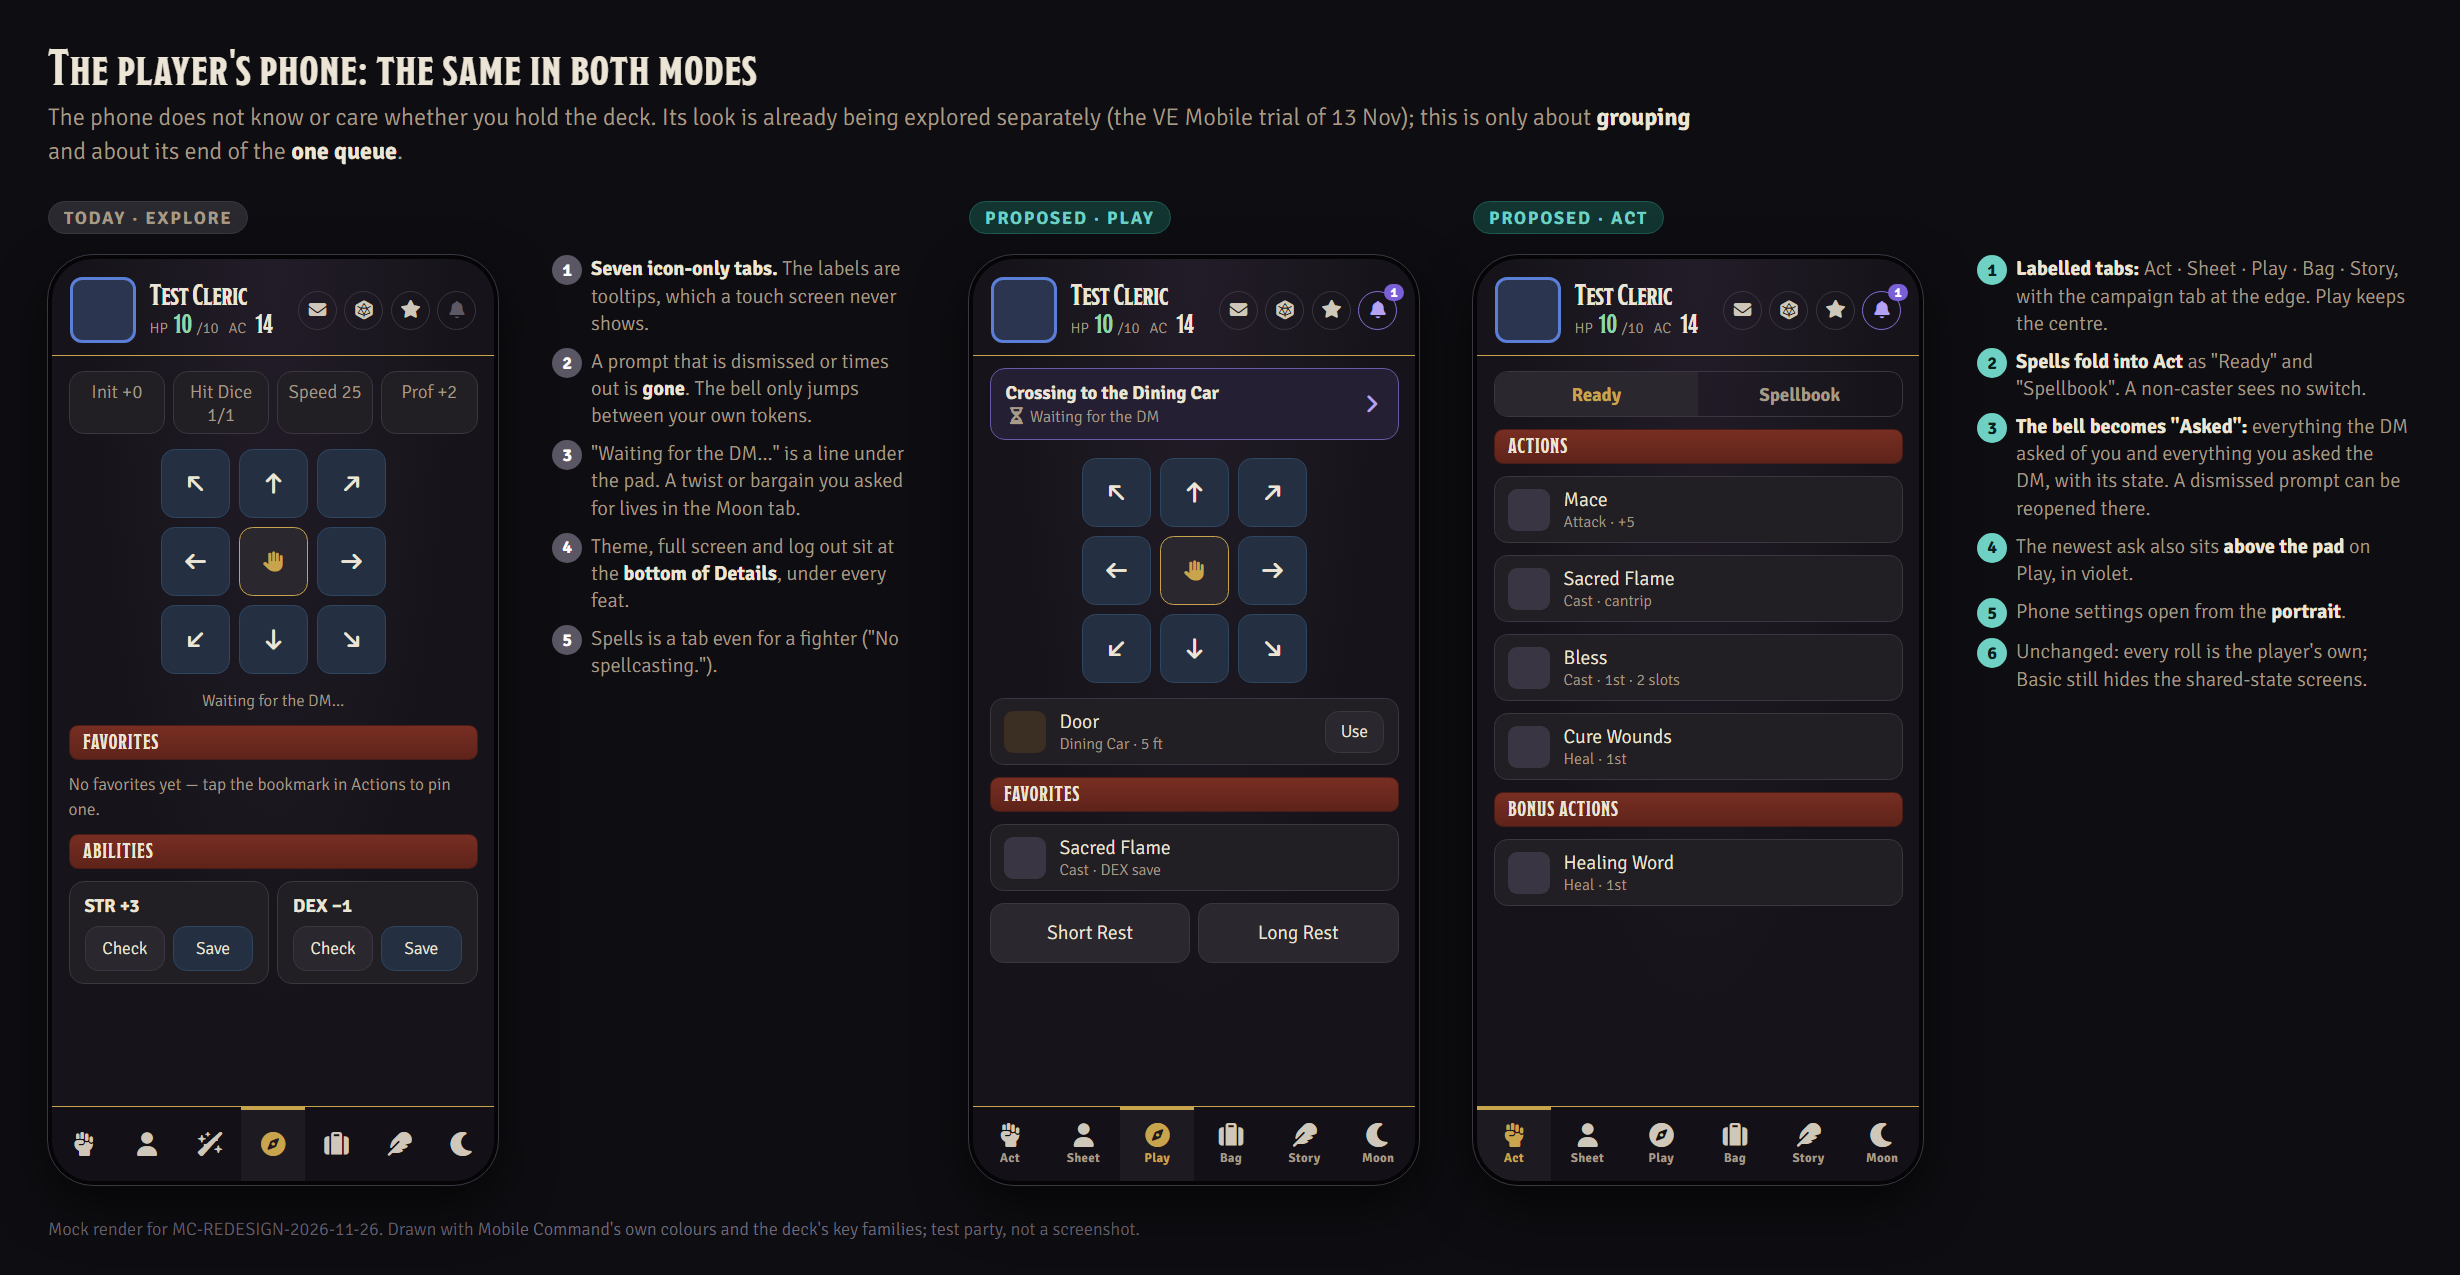 THE PLAYER'S PHONE: THE SAME IN BOTH MODES
The phone does not know or care whether you hold the deck. Its look is already being explored separately (the VE Mobile trial of 13 Nov); this is only about grouping
and about its end of the one queue.
TODAY · EXPLORE
TEST CLERIC
HP 10 /10 AC 14
Init +0
Hit Dice
1/1
Speed 25
Prof +2
Waiting for the DM...
FAVORITES
No favorites yet — tap the bookmark in Actions to pin
one.
ABILITIES
STR +3
Check
Save
DEX −1
Check
Save
1
Seven icon-only tabs. The labels are
tooltips, which a touch screen never
shows.
2
A prompt that is dismissed or times
out is gone. The bell only jumps
between your own tokens.
3
"Waiting for the DM..." is a line under
the pad. A twist or bargain you asked
for lives in the Moon tab.
4
Theme, full screen and log out sit at
the bottom of Details, under every
feat.
5
Spells is a tab even for a fighter ("No
spellcasting.").
PROPOSED · PLAY
TEST CLERIC
HP 10 /10 AC 14
1
Crossing to the Dining Car
Waiting for the DM
Door
Dining Car · 5 ft
Use
FAVORITES
Sacred Flame
Cast · DEX save
Short Rest
Long Rest
Act
Sheet
Play
Bag
Story
Moon
PROPOSED · ACT
TEST CLERIC
HP 10 /10 AC 14
1
Ready
Spellbook
ACTIONS
Mace
Attack · +5
Sacred Flame
Cast · cantrip
Bless
Cast · 1st · 2 slots
Cure Wounds
Heal · 1st
BONUS ACTIONS
Healing Word
Heal · 1st
Act
Sheet
Play
Bag
Story
Moon
1
Labelled tabs: Act · Sheet · Play · Bag · Story,
with the campaign tab at the edge. Play keeps
the centre.
2
Spells fold into Act as "Ready" and
"Spellbook". A non-caster sees no switch.
3
The bell becomes "Asked": everything the DM
asked of you and everything you asked the
DM, with its state. A dismissed prompt can be
reopened there.
4
The newest ask also sits above the pad on
Play, in violet.
5
Phone settings open from the portrait.
6
Unchanged: every roll is the player's own;
Basic still hides the shared-state screens.
Mock render for MC-REDESIGN-2026-11-26. Drawn with Mobile Command's own colours and the deck's key families; test party, not a screenshot.